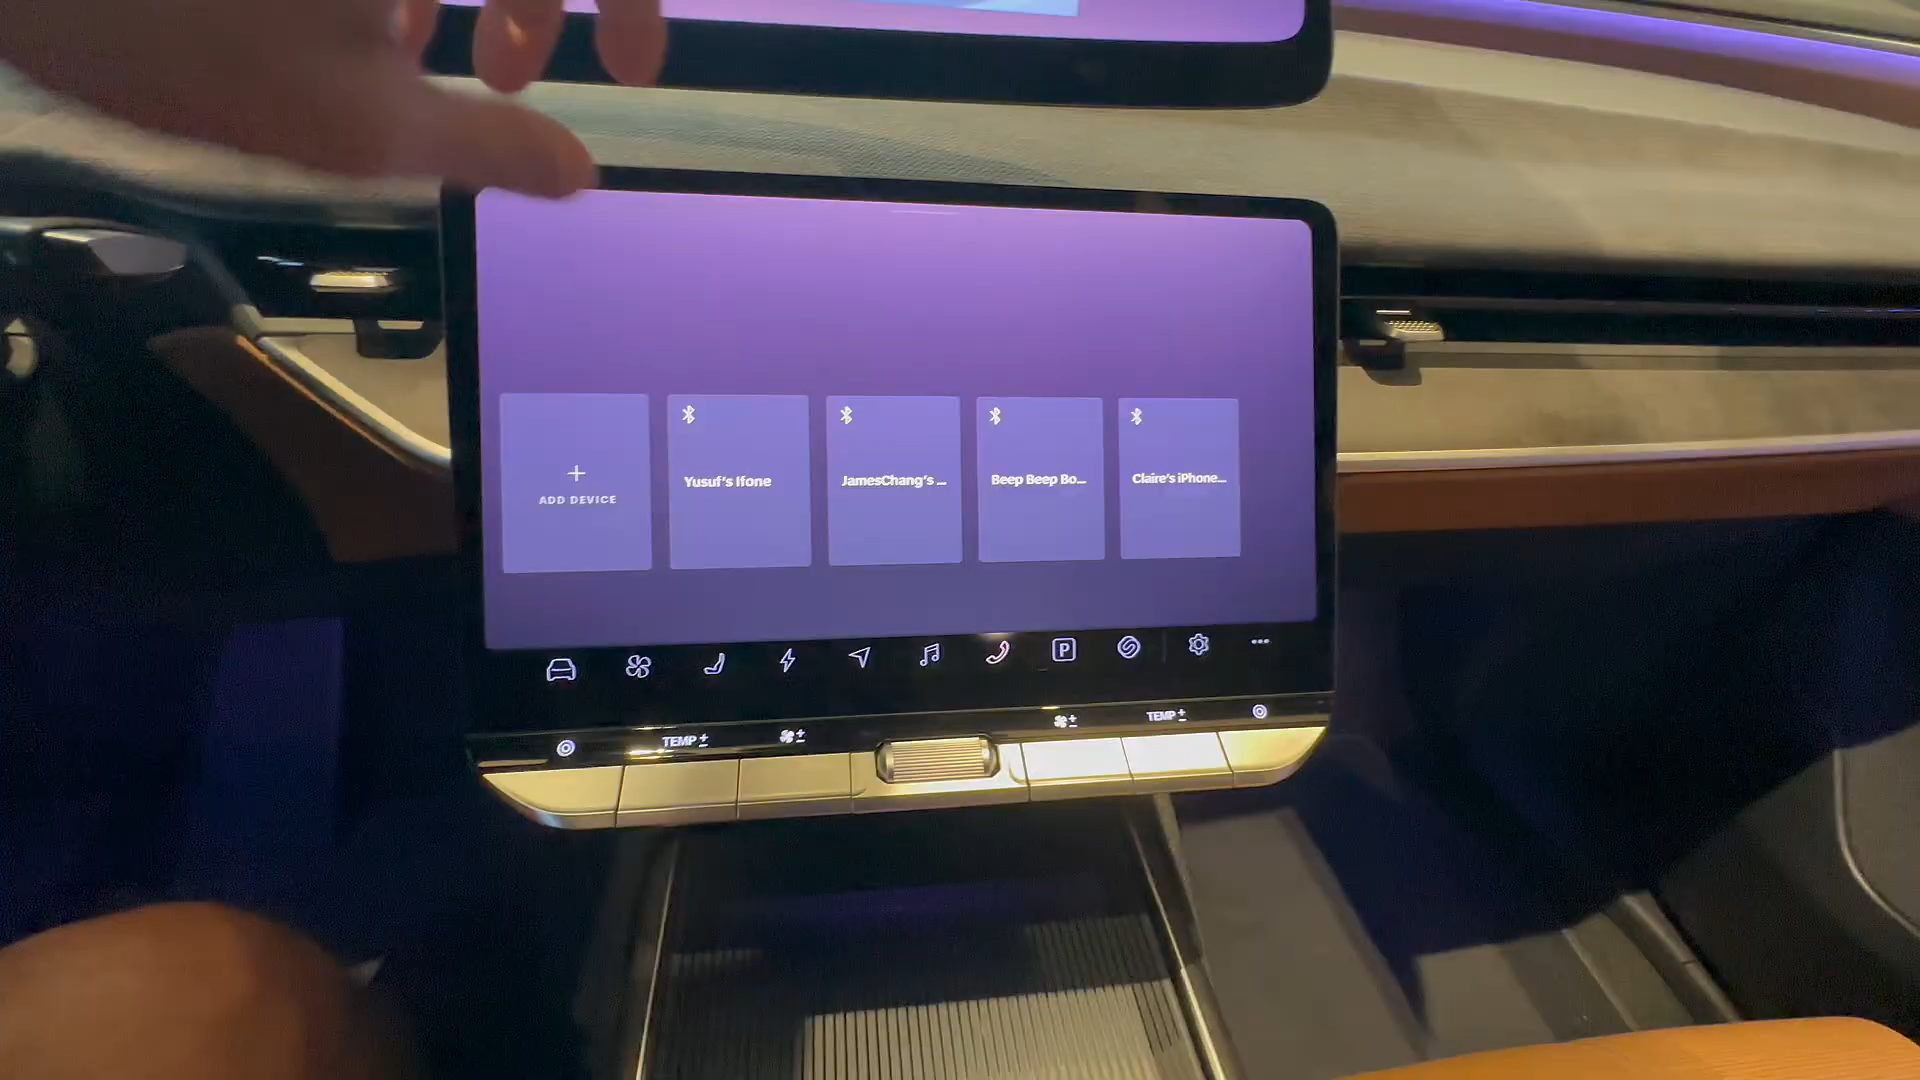 ADD DEVICE
Yusuf's Ifone
JamesChang's ...
Beep Beep Bo...
Claire's iPhone...
P
TEMP ±
±
±
TEMP ±